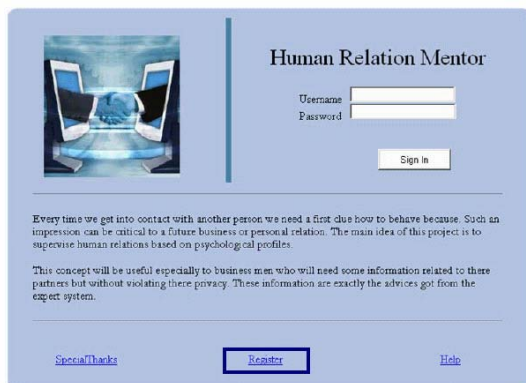 Human Relation Mentor
Username
Password
Sign In
Every time we get into contact with another person we need a first clue how to behave because. Such an
impression can be critical to a future business or personal relation. The main idea of this project is to
supervise human relations based on psychological profiles.
This concept will be useful especially to business men who will need some information related to there
partners but without violating there privacy. These information are exactly the advices got from the
expert system.
SpecialThanks
Register
Help